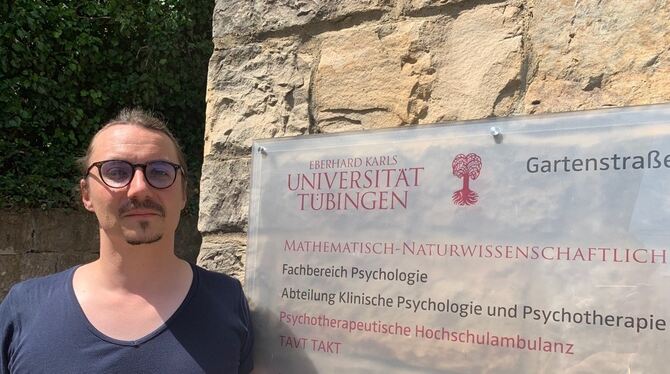 EBERHARD KARLS
UNIVERSITÄT
TÜBINGEN
Gartenstraße
MATHEMATISCH-NATURWISSENSCHAFTLICH
Fachbereich Psychologie
Abteilung Klinische Psychologie und Psychotherapie
Psychotherapeutische Hochschulambulanz
TAVT TAKT